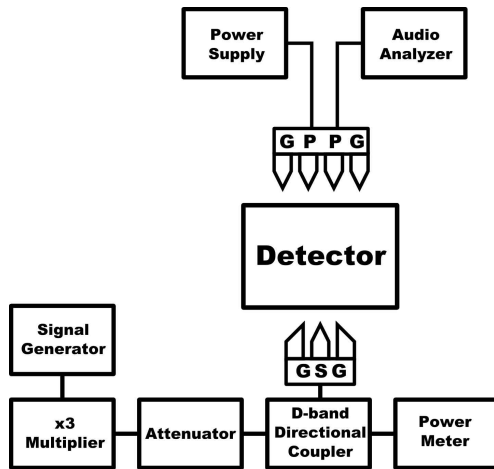 Power
Supply
Audio
Analyzer
G P P G
Detector
Signal
Generator
G S G
x3
Multiplier
Attenuator
D-band
Directional
Coupler
Power
Meter